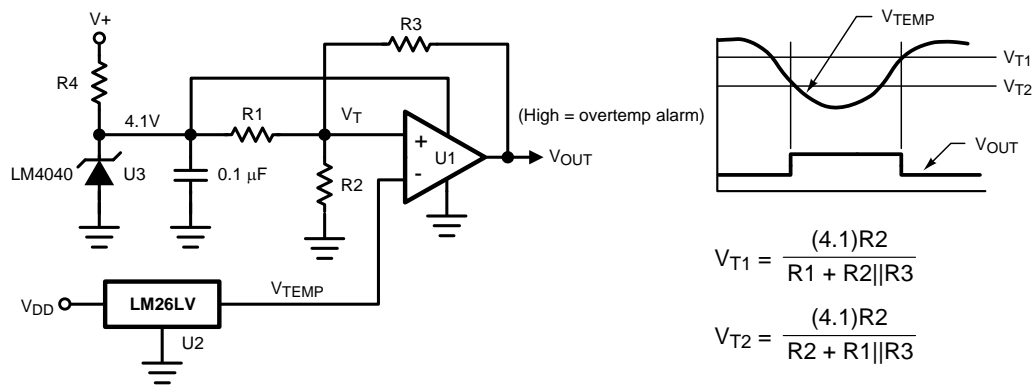 V+
R3
R4
4.1V
R1
VT
(High = overtemp alarm)
+
U1
VOUT
-
LM4040
U3
0.1 μF
R2
VDD
LM26LV
VTEMP
U2
VTEMP
VT1
VT2
VOUT
VT1 = (4.1)R2 / R1 + R2||R3
VT2 = (4.1)R2 / R2 + R1||R3